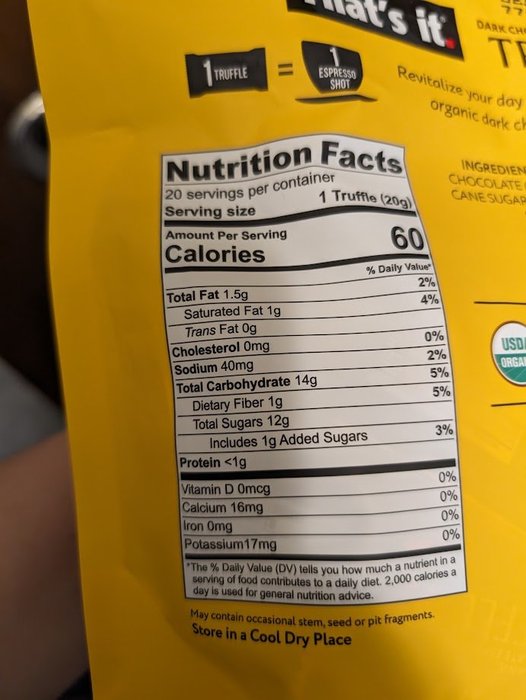 that's it.
DARK CH
1 TRUFFLE = 1 ESPRESSO SHOT
Revitalize your day
organic dark
Nutrition Facts
20 servings per container
Serving size 1 Truffle (20g)
Amount Per Serving
Calories 60
% Daily Value*
Total Fat 1.5g 2%
Saturated Fat 1g 4%
Trans Fat 0g
Cholesterol 0mg 0%
Sodium 40mg 2%
Total Carbohydrate 14g 5%
Dietary Fiber 1g 5%
Total Sugars 12g
Includes 1g Added Sugars 3%
Protein <1g
Vitamin D 0mcg 0%
Calcium 16mg 0%
Iron 0mg 0%
Potassium17mg 0%
*The % Daily Value (DV) tells you how much a nutrient in a
serving of food contributes to a daily diet. 2,000 calories a
day is used for general nutrition advice.
May contain occasional stem, seed or pit fragments.
Store in a Cool Dry Place
INGREDIEN
CHOCOLATE
CANE SUGAR
USDA
ORGA